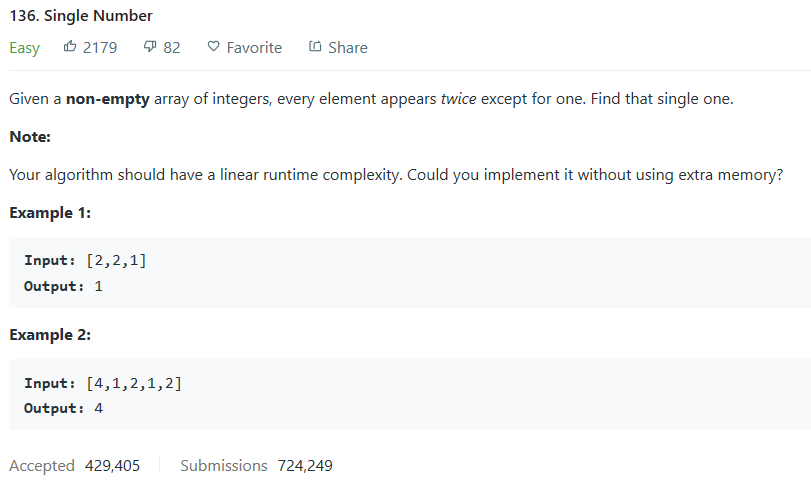 136. Single Number
Easy 2179 82 Favorite Share
Given a non-empty array of integers, every element appears twice except for one. Find that single one.
Note:
Your algorithm should have a linear runtime complexity. Could you implement it without using extra memory?
Example 1:
Input: [2,2,1]
Output: 1
Example 2:
Input: [4,1,2,1,2]
Output: 4
Accepted 429,405 Submissions 724,249